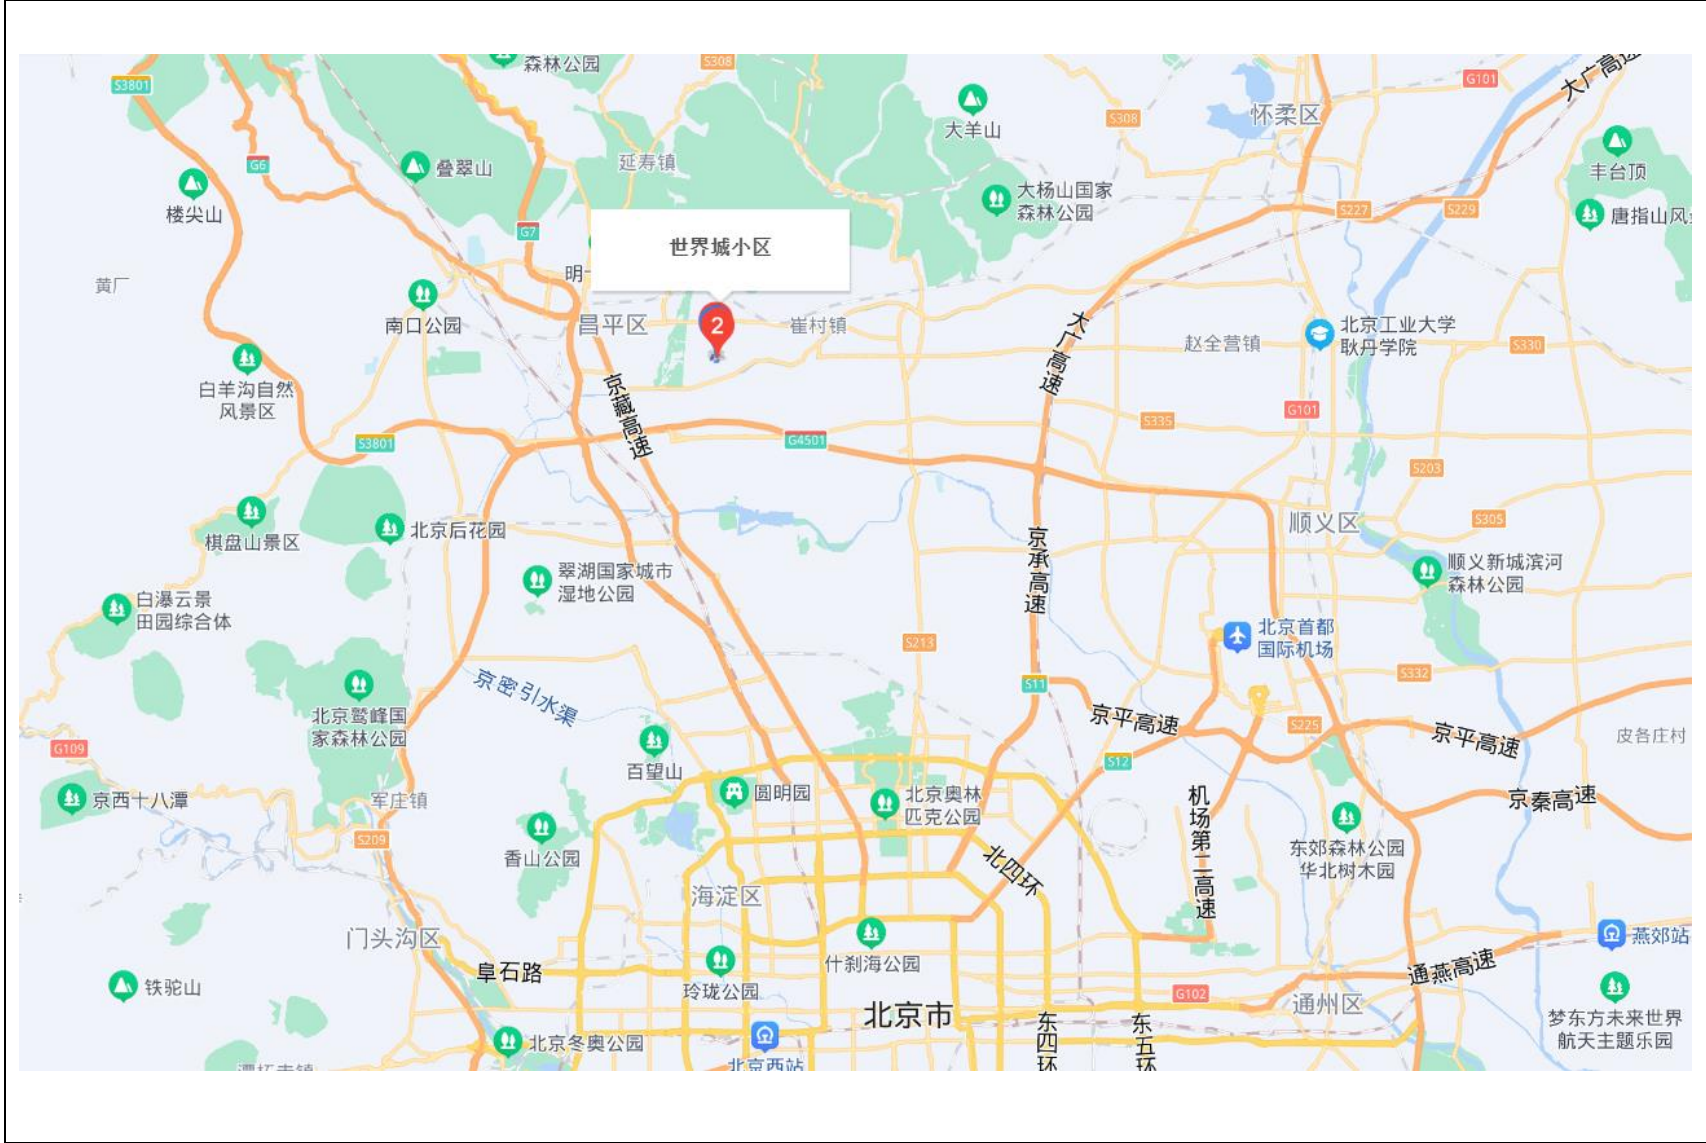 森林公园
S308
大广高速
G101
S3801
大羊山
S308
怀柔区
G6
叠翠山
延寿镇
丰台顶
楼尖山
大杨山国家
森林公园
S227
S229
唐指山风
G7
世界城小区
明
黄厂
南口公园
昌平区
2
崔村镇
大广高速
赵全营镇
北京工业大学
耿丹学院
S330
白羊沟自然
风景区
京藏高速
G101
S335
S3801
G4501
S203
棋盘山景区
北京后花园
顺义区
S305
京承高速
翠湖国家城市
湿地公园
顺义新城滨河
森林公园
白瀑云景
田园综合体
S213
北京首都
国际机场
S332
京密引水渠
S11
北京鹫峰国
家森林公园
京平高速
S225
京平高速
皮各庄村
G109
百望山
S12
京西十八潭
军庄镇
圆明园
北京奥林
匹克公园
机场第二高速
京秦高速
S209
香山公园
北四环
东郊森林公园
华北树木园
海淀区
门头沟区
什刹海公园
燕郊站
阜石路
通燕高速
铁驼山
玲珑公园
G102
通州区
北京市
东四环
东五环
梦东方未来世界
航天主题乐园
北京冬奥公园
北京西站